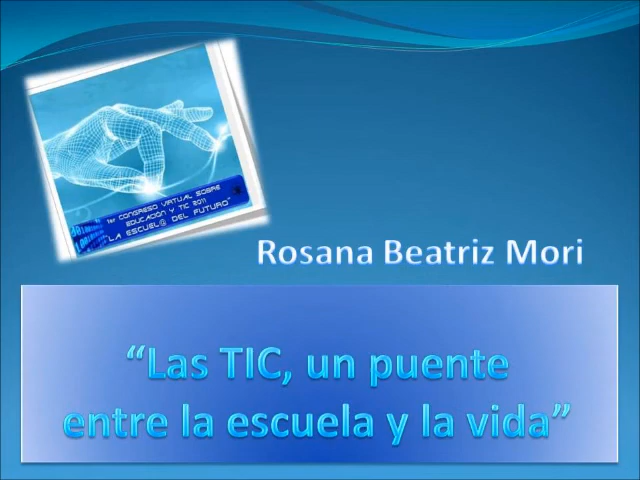 1er CONGRESO VIRTUAL SOBRE
EDUCACION Y TIC 2011
"LA ESCUEL@ DEL FUTURO"
Rosana Beatriz Mori
“Las TIC, un puente
entre la escuela y la vida”